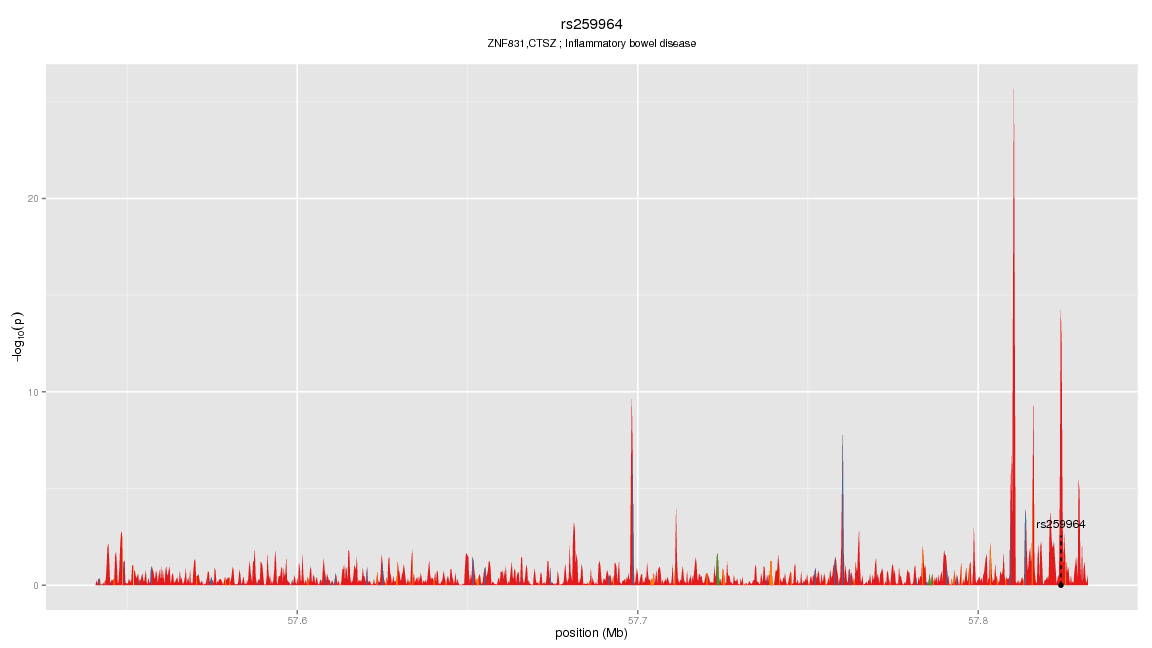 rs259964
ZNF831,CTSZ ; Inflammatory bowel disease
20
10
0
−log10(p)
rs259964
57.6
57.7
57.8
position (Mb)